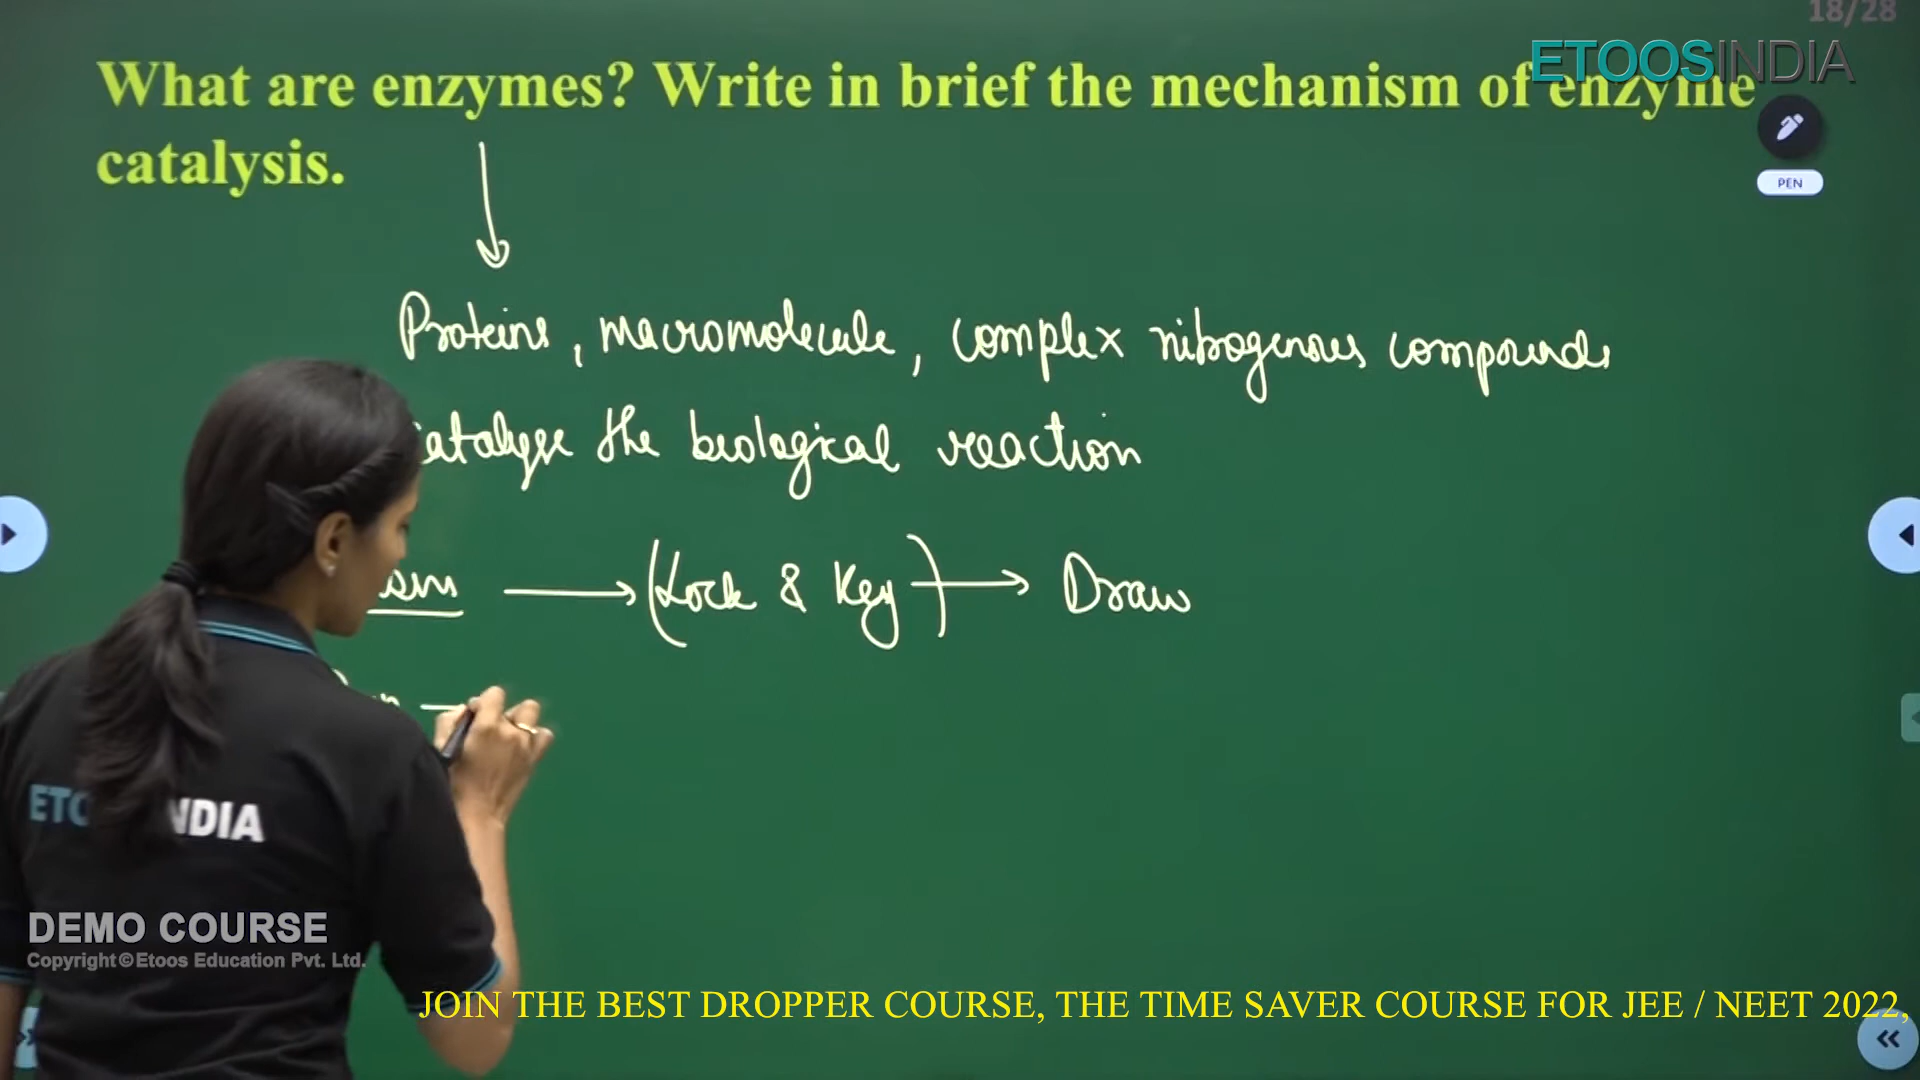 18/28
ETOOSINDIA
What are enzymes? Write in brief the mechanism of enzyme
catalysis.
PEN
Proteins, macromolecule, complex nitrogenous compounds
catalyse the biological reaction
(Lock & Key) → Draw
DEMO COURSE
Copyright©Etoos Education Pvt. Ltd.
JOIN THE BEST DROPPER COURSE, THE TIME SAVER COURSE FOR JEE / NEET 2022,